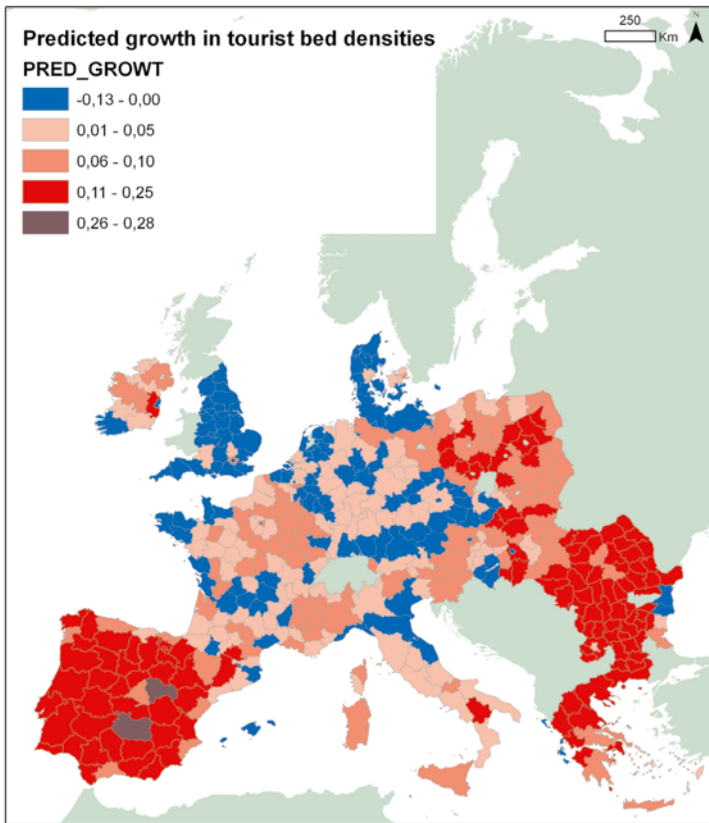 Predicted growth in tourist bed densities
PRED_GROWT
-0,13 - 0,00
0,01 - 0,05
0,06 - 0,10
0,11 - 0,25
0,26 - 0,28
250
Km
N